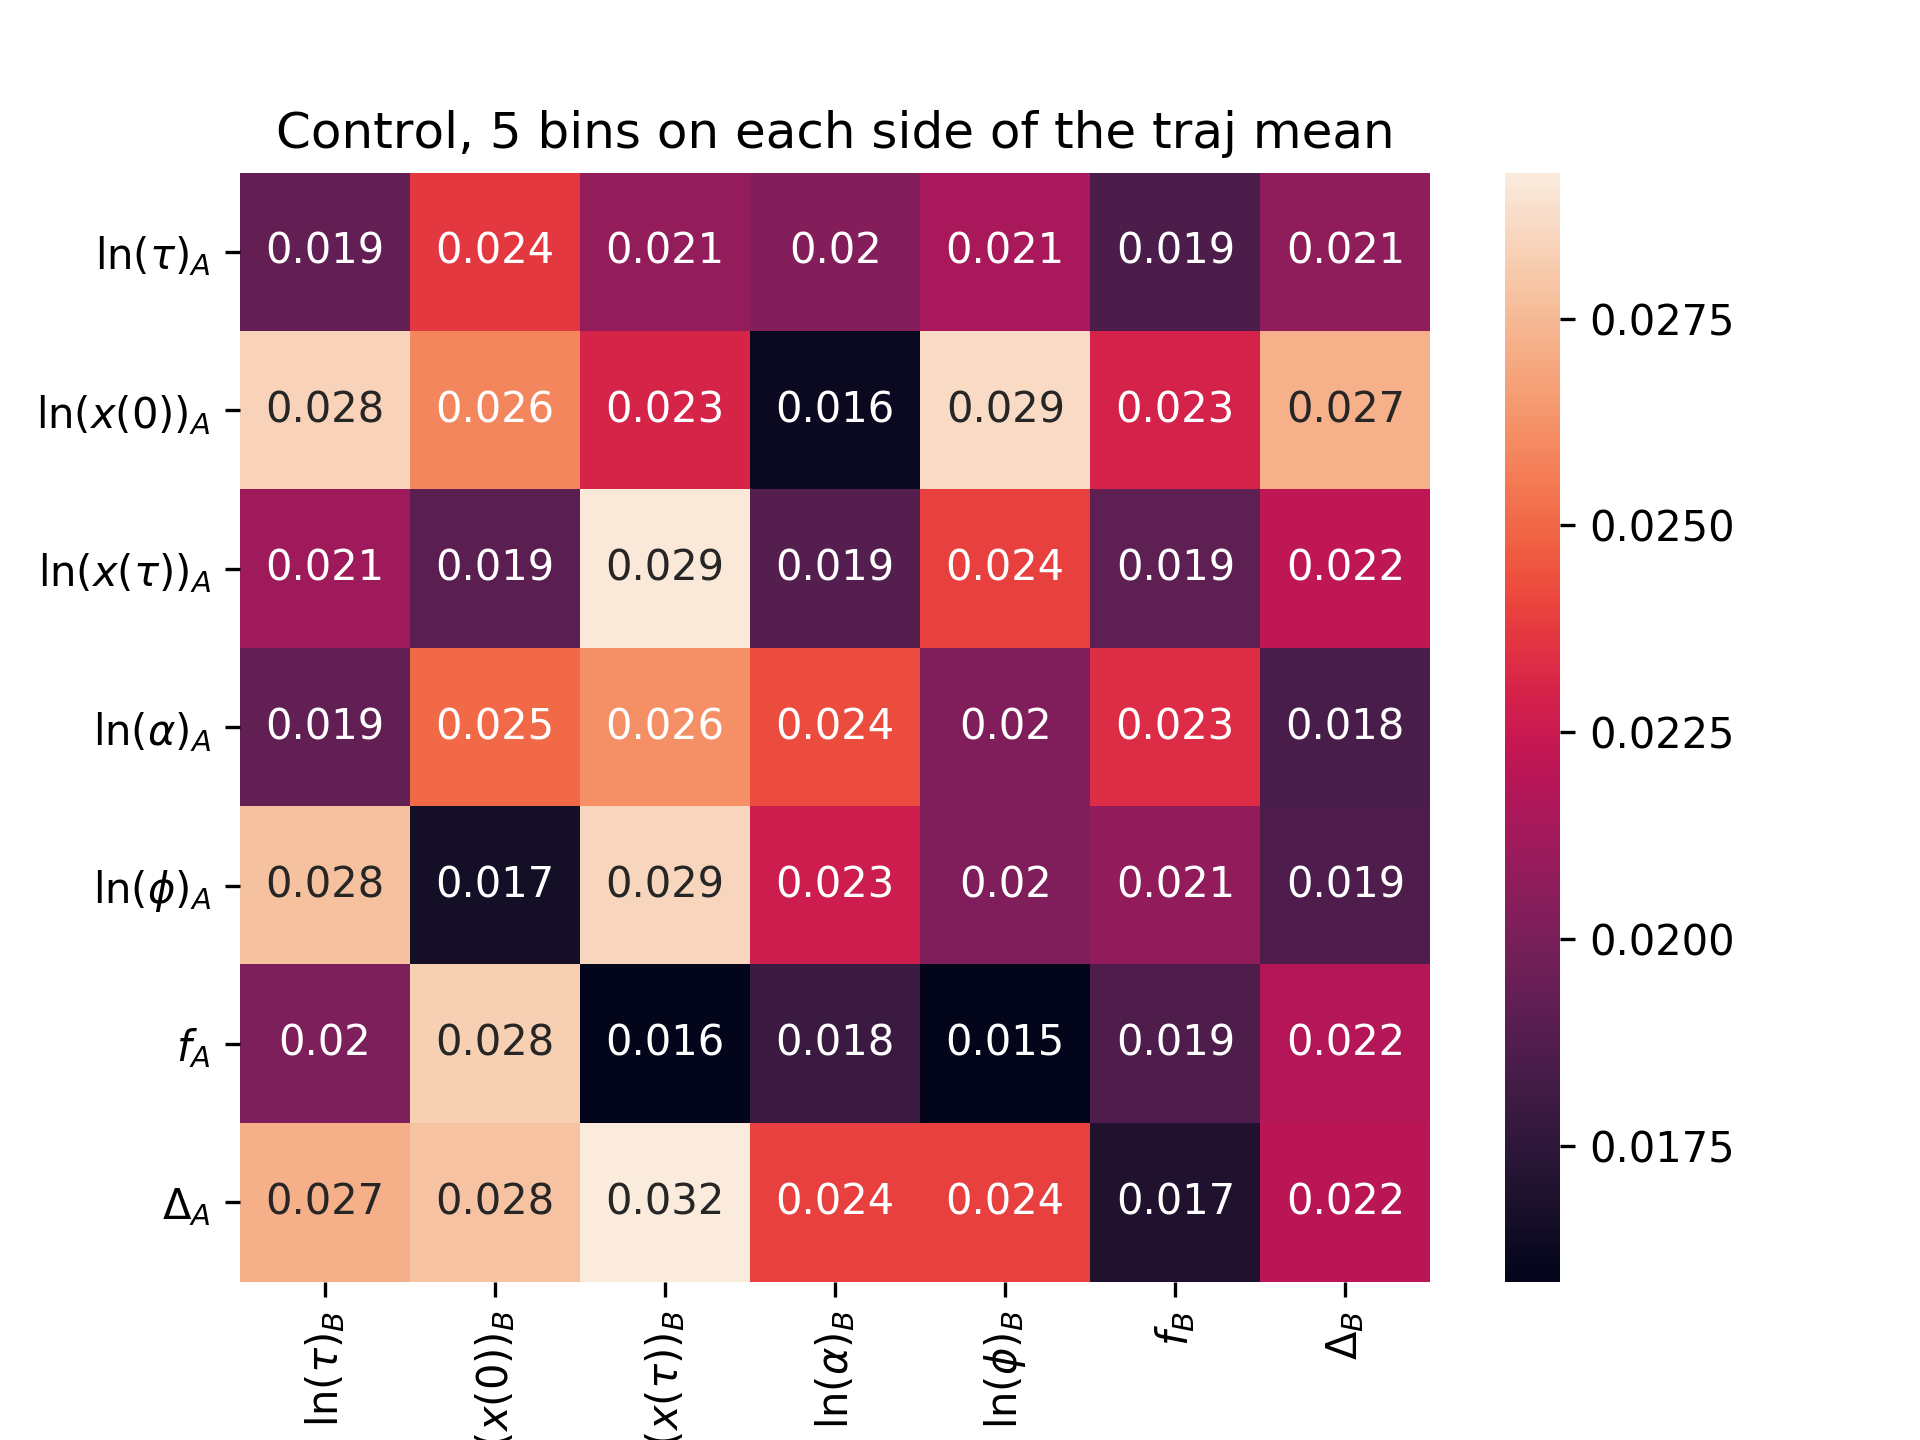 Control, 5 bins on each side of the traj mean
ln(τ)A 0.019 0.024 0.021 0.02 0.021 0.019 0.021
ln(x(0))A 0.028 0.026 0.023 0.016 0.029 0.023 0.027
ln(x(τ))A 0.021 0.019 0.029 0.019 0.024 0.019 0.022
ln(α)A 0.019 0.025 0.026 0.024 0.02 0.023 0.018
ln(ϕ)A 0.028 0.017 0.029 0.023 0.02 0.021 0.019
fA 0.02 0.028 0.016 0.018 0.015 0.019 0.022
ΔA 0.027 0.028 0.032 0.024 0.024 0.017 0.022
ln(τ)B (x(0))B (x(τ))B ln(α)B ln(ϕ)B fB ΔB
0.0275
0.0250
0.0225
0.0200
0.0175